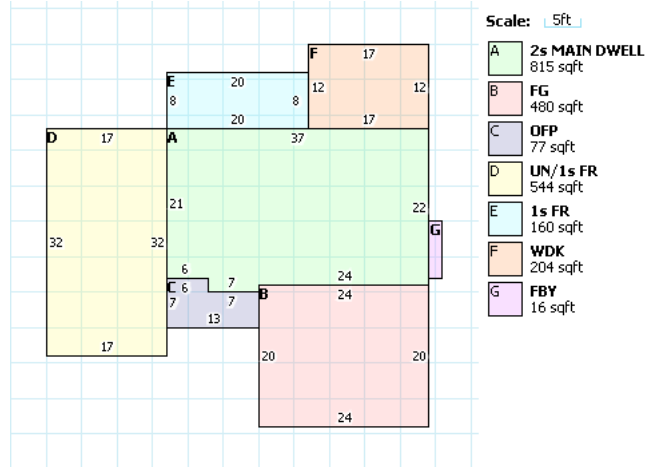 Scale: 5ft
A 2s MAIN DWELL
815 sqft
B FG
480 sqft
C OFP
77 sqft
D UN/1s FR
544 sqft
E 1s FR
160 sqft
F WDK
204 sqft
G FBY
16 sqft
F 17
12 12
17
E 20
8 8
20
D 17
32 32
17
A 37
21 22
6 7 24
G
C 6 7
7
13
B 24
20 20
24